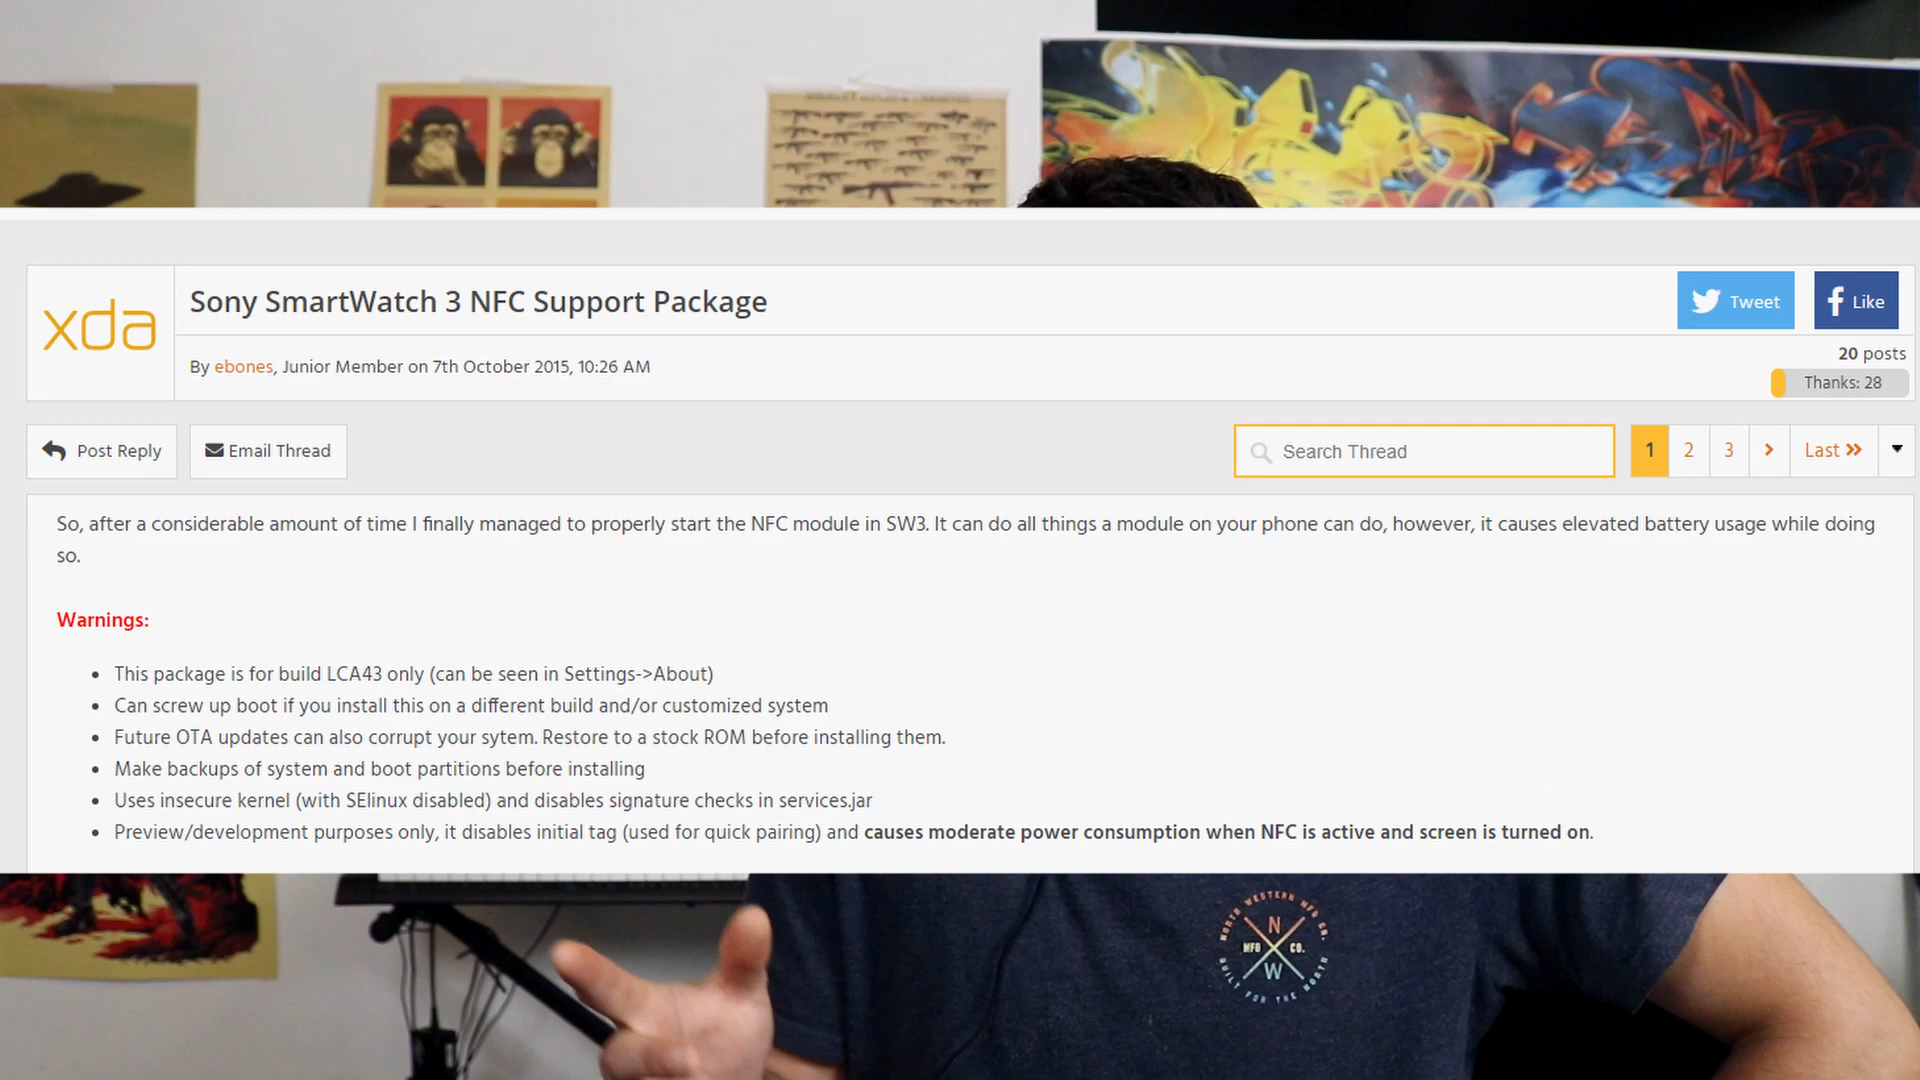 xda
Sony SmartWatch 3 NFC Support Package
Tweet
Like
By ebones, Junior Member on 7th October 2015, 10:26 AM
20 posts
Thanks: 28
Post Reply
Email Thread
Search Thread
1 2 3 Last
So, after a considerable amount of time I finally managed to properly start the NFC module in SW3. It can do all things a module on your phone can do, however, it causes elevated battery usage while doing
so.
Warnings:
• This package is for build LCA43 only (can be seen in Settings->About)
• Can screw up boot if you install this on a different build and/or customized system
• Future OTA updates can also corrupt your sytem. Restore to a stock ROM before installing them.
• Make backups of system and boot partitions before installing
• Uses insecure kernel (with SElinux disabled) and disables signature checks in services.jar
• Preview/development purposes only, it disables initial tag (used for quick pairing) and causes moderate power consumption when NFC is active and screen is turned on.
NORTH WESTERN MFG CO.
N
MFG CO.
W
BUILT FOR THE NORTH